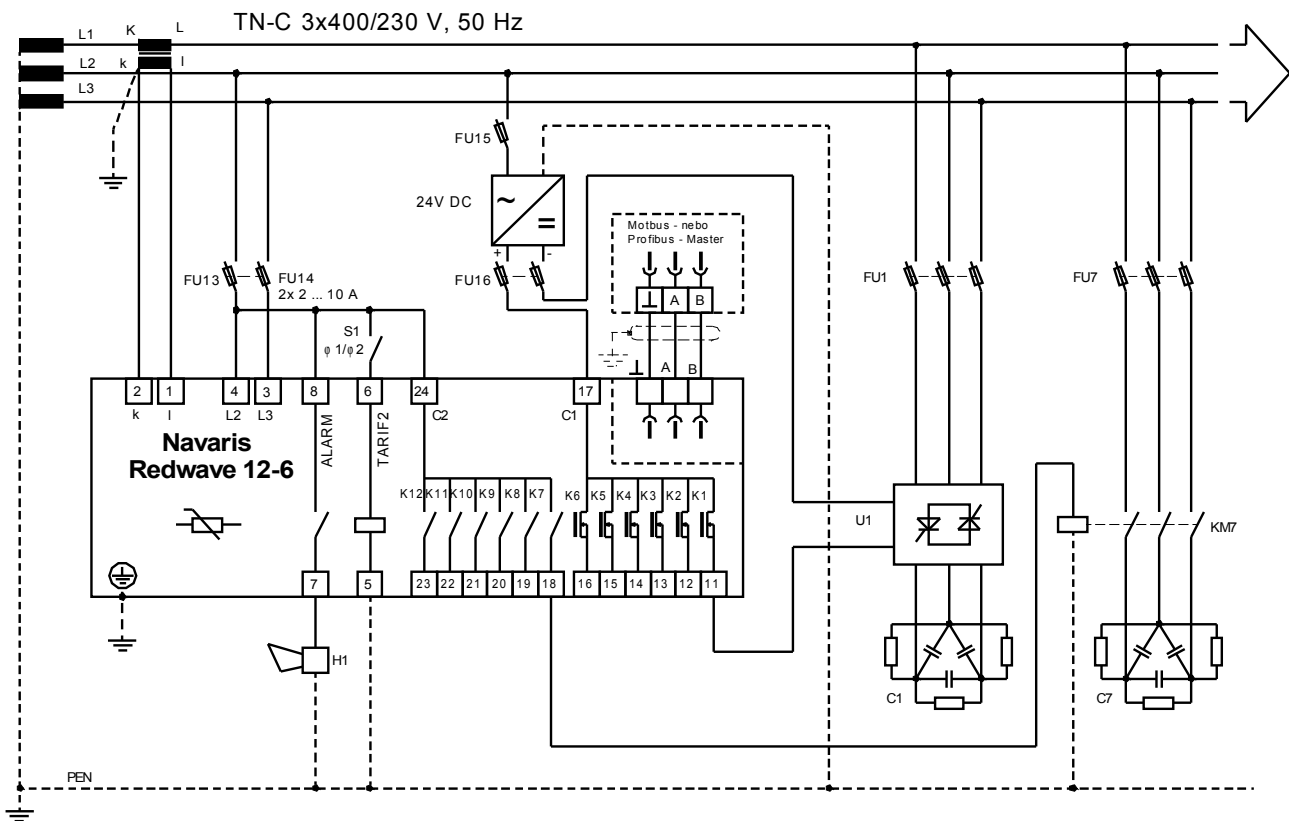 TN-C 3x400/230 V, 50 Hz
L1
K
L
L2
k
l
L3
FU15
24V DC
~
=
+
-
Motbus - nebo
Profibus - Master
FU13
FU14
2x 2 ... 10 A
FU16
A
B
FU1
FU7
S1
φ 1/φ 2
A
B
2
1
4
3
8
6
24
17
k
l
L2
L3
C2
C1
ALARM
TARIF2
Navaris
Redwave 12-6
K12
K11
K10
K9
K8
K7
K6
K5
K4
K3
K2
K1
U1
KM7
7
5
23
22
21
20
19
18
16
15
14
13
12
11
H1
C1
C7
PEN